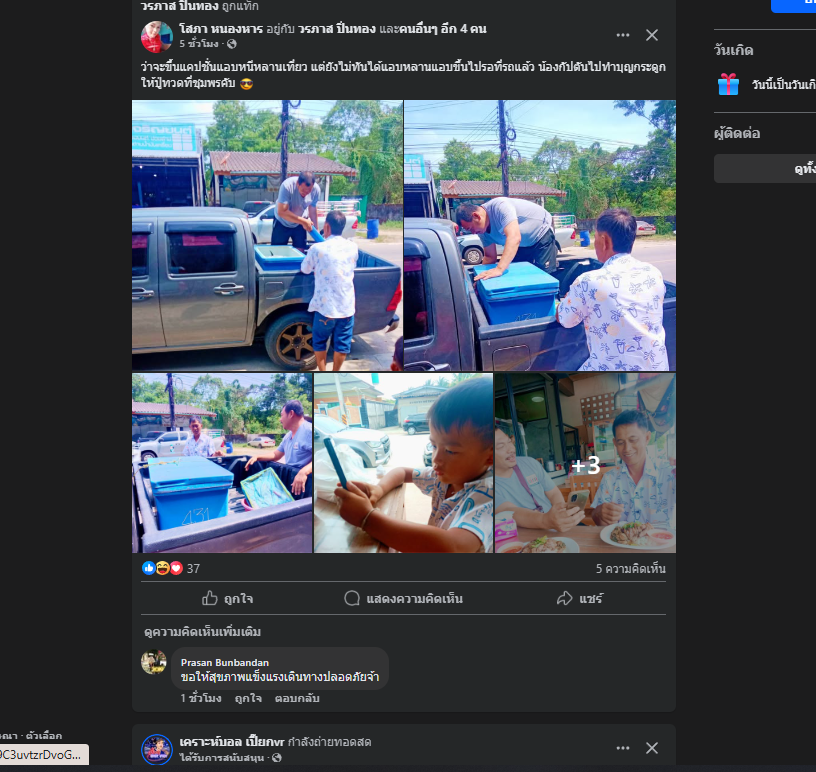 วรภาส ปิ่นทอง ถูกแท็ก
โสภา หนองหาร อยู่กับ วรภาส ปิ่นทอง และคนอื่นๆ อีก 4 คน
5 ชั่วโมง ·
ว่าจะขึ้นแคปซั่นแอบหนีหลานเที่ยว แต่ยังไม่ทันได้แอบหลานแอบขึ้นไปรอที่รถแล้ว น้องกัปตันไปทำบุญกระดูก
ให้ปู่ทวดที่ชุมพรคับ 😎
431
+3
37
5 ความคิดเห็น
ถูกใจ
แสดงความคิดเห็น
แชร์
ดูความคิดเห็นเพิ่มเติม
Prasan Bunbandan
ขอให้สุขภาพแข็งแรงเดินทางปลอดภัยจ้า
1 ชั่วโมง ถูกใจ ตอบกลับ
เคราะห์บอล เปี๊ยกvr กำลังถ่ายทอดสด
ได้รับการสนับสนุน ·
วันเกิด
วันนี้เป็นวันเกิ
ผู้ติดต่อ
ดูทั้ง
ษณา · ตัวเลือก
9C3uvtzrDvoG...